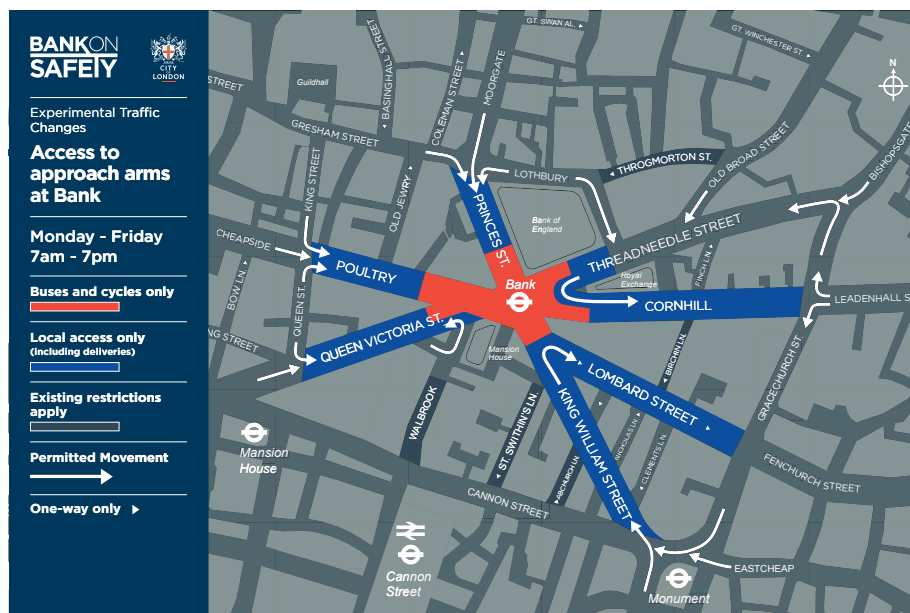 BANK ON
SAFETY
CITY
OF
LONDON
Experimental Traffic
Changes
Access to
approach arms
at Bank
Monday - Friday
7am - 7pm
Buses and cycles only
Local access only
(including deliveries)
Existing restrictions
apply
Permitted Movement
One-way only
STREET
Guildhall
BASINGHALL STREET
COLEMAN STREET
MOORGATE
GT. SWAN AL.
GT. WINCHESTER ST.
N
GRESHAM STREET
KING STREET
OLD JEWRY
LOTHBURY
THROGMORTON ST.
OLD BROAD STREET
BISHOPSGATE
PRINCES ST.
Bank of
England
THREADNEEDLE STREET
CHEAPSIDE
POULTRY
BOW LN.
QUEEN ST.
Bank
Royal
Exchange
FINCH LN.
CORNHILL
LEADENHALL S
NG STREET
QUEEN VICTORIA ST.
Mansion
House
BIRCHIN LN.
GRACECHURCH ST.
LOMBARD STREET
WALBROOK
ST. SWITHIN'S LN.
KING WILLIAM STREET
ABCHURCH LN.
NICHOLAS LN.
CLEMENTS LN.
Mansion
House
FENCHURCH STREET
CANNON STREET
Cannon
Street
EASTCHEAP
Monument